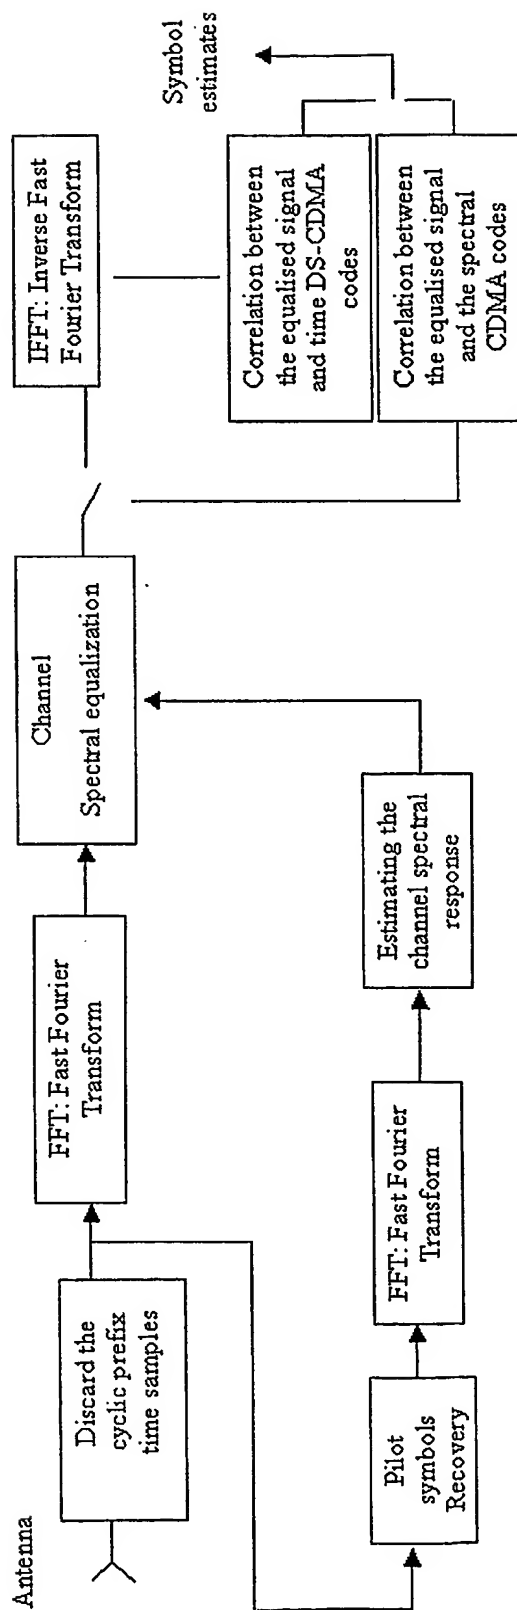 Antenna
Discard the
cyclic prefix
time samples
FFT: Fast Fourier
Transform
Channel
Spectral equalization
IFFT: Inverse Fast
Fourier Transform
Correlation between
the equalised signal
and time DS-CDMA
codes
Correlation between
the equalised signal
and the spectral
CDMA codes
Symbol
estimates
Pilot
symbols
Recovery
FFT: Fast Fourier
Transform
Estimating the
channel spectral
response